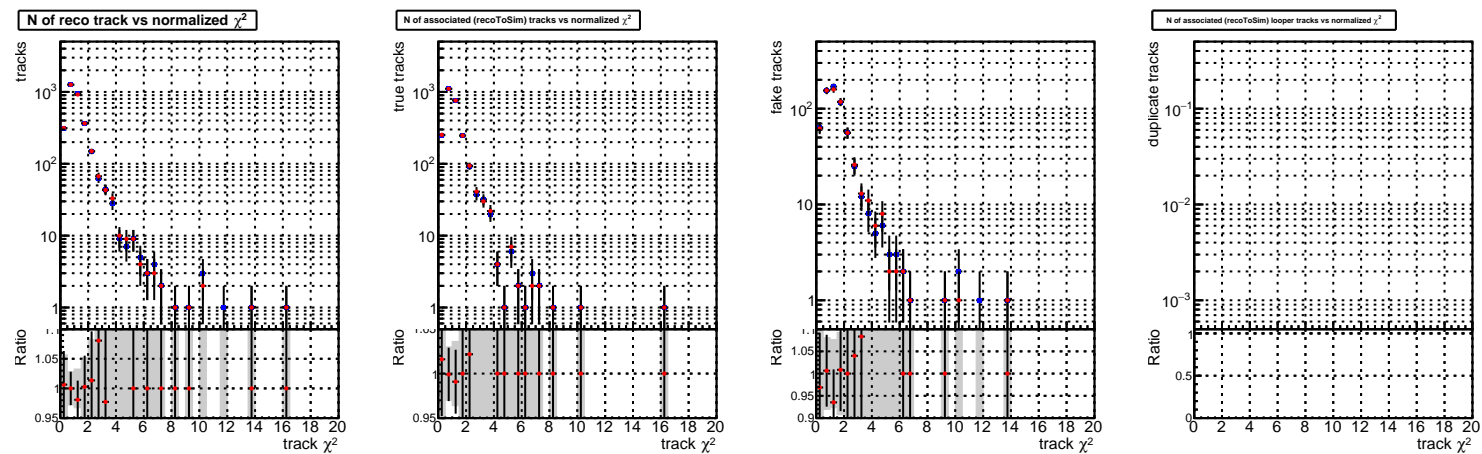 N of reco track vs normalized χ²
tracks
10³
10²
10
1
Ratio
1.1
1.05
1
0.95
0 2 4 6 8 10 12 14 16 18 20
track χ²
N of associated (recoToSim) tracks vs normalized χ²
true tracks
10³
10²
10
1
Ratio
1.05
1
0.95
0 2 4 6 8 10 12 14 16 18 20
track χ²
fake tracks
10²
10
1
Ratio
1.05
1
0.95
0.9
0 2 4 6 8 10 12 14 16 18 20
track χ²
N of associated (recoToSim) looper tracks vs normalized χ²
duplicate tracks
10⁻¹
10⁻²
10⁻³
Ratio
1
0.5
0
0 2 4 6 8 10 12 14 16 18 20
track χ²